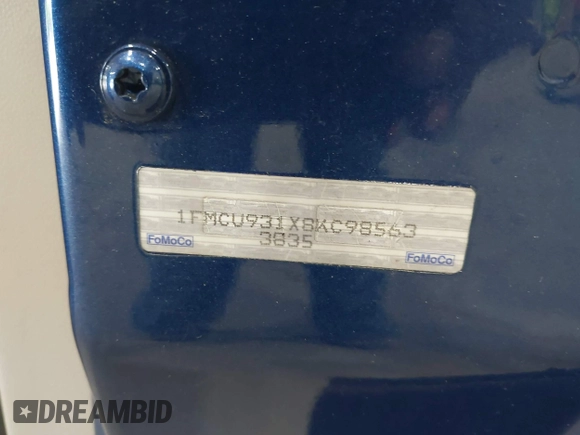 1FMCU931X8KC98563
3835
FoMoCo
FoMoCo
DREAMBID